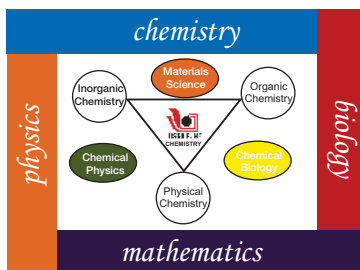 chemistry
Materials
Science
Inorganic
Chemistry
Organic
Chemistry
CHEMISTRY
physics
biology
Chemical
Physics
Chemical
Biology
Physical
Chemistry
mathematics